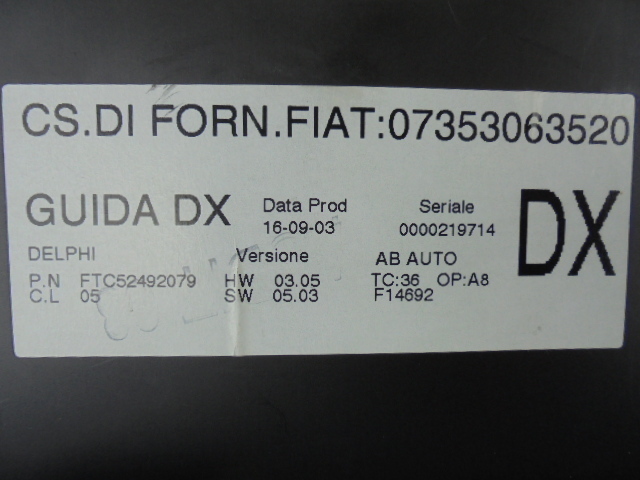 CS.DI FORN.FIAT:07353063520
GUIDA DX Data Prod Seriale DX
16-09-03 0000219714
DELPHI Versione AB AUTO
P.N FTC52492079 HW 03.05 TC:36 OP:A8
C.L 05 SW 05.03 F14692